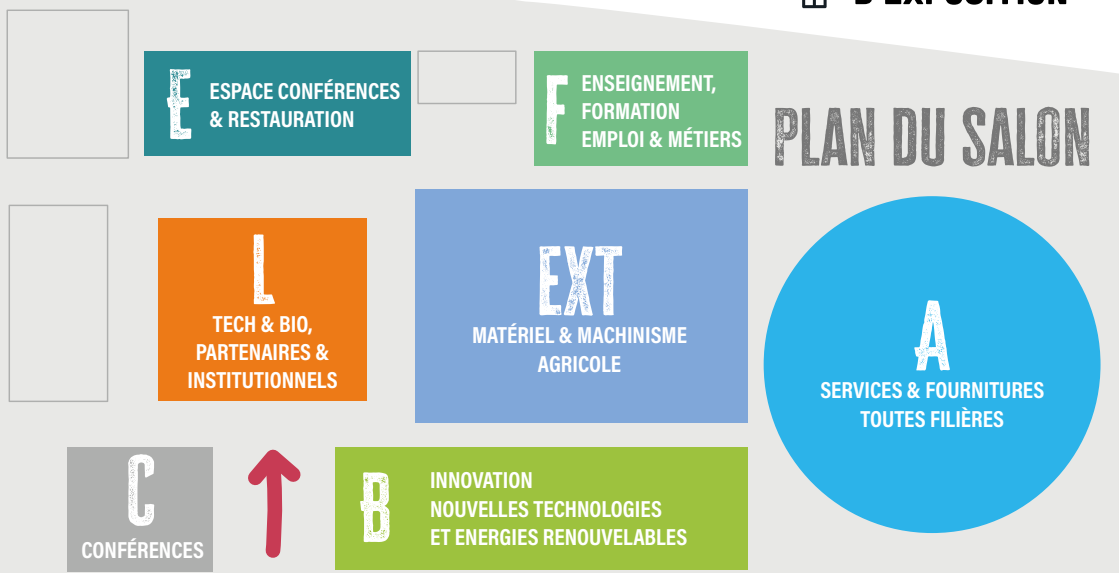 D'EXPOSITION
E
ESPACE CONFÉRENCES
& RESTAURATION
F
ENSEIGNEMENT,
FORMATION
EMPLOI & MÉTIERS
PLAN DU SALON
L
TECH & BIO,
PARTENAIRES &
INSTITUTIONNELS
EXT
MATÉRIEL & MACHINISME
AGRICOLE
A
SERVICES & FOURNITURES
TOUTES FILIÈRES
C
CONFÉRENCES
B
INNOVATION
NOUVELLES TECHNOLOGIES
ET ENERGIES RENOUVELABLES